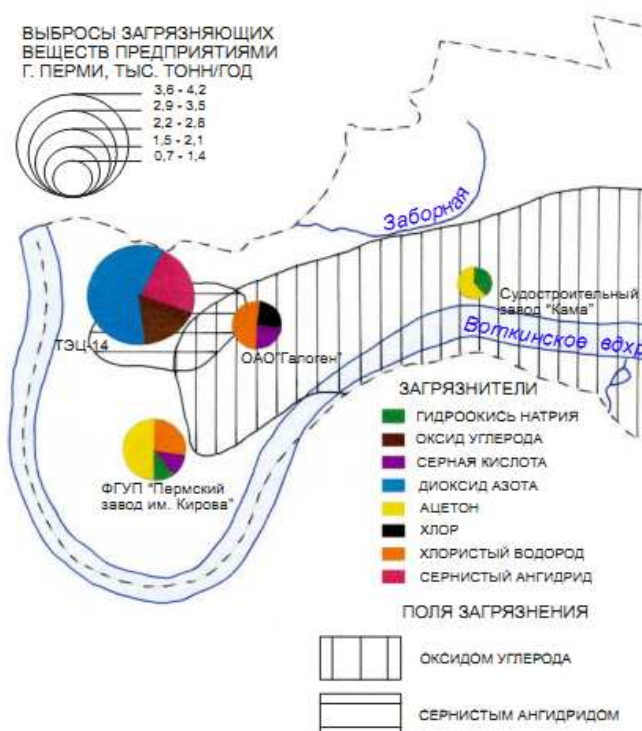 ВЫБРОСЫ ЗАГРЯЗНЯЮЩИХ
ВЕЩЕСТВ ПРЕДПРИЯТИЯМИ
Г. ПЕРМИ, ТЫС. ТОНН/ГОД
3,6 - 4,2
2,9 - 3,5
2,2 - 2,8
1,5 - 2,1
0,7 - 1,4
Заборная
Судостроительный
завод "Кама"
Воткинское вдхр
ТЭЦ-14
ОАО"Галоген"
ФГУП "Пермский
завод им. Кирова"
ЗАГРЯЗНИТЕЛИ
ГИДРООКИСЬ НАТРИЯ
ОКСИД УГЛЕРОДА
СЕРНАЯ КИСЛОТА
ДИОКСИД АЗОТА
АЦЕТОН
ХЛОР
ХЛОРИСТЫЙ ВОДОРОД
СЕРНИСТЫЙ АНГИДРИД
ПОЛЯ ЗАГРЯЗНЕНИЯ
ОКСИДОМ УГЛЕРОДА
СЕРНИСТЫМ АНГИДРИДОМ